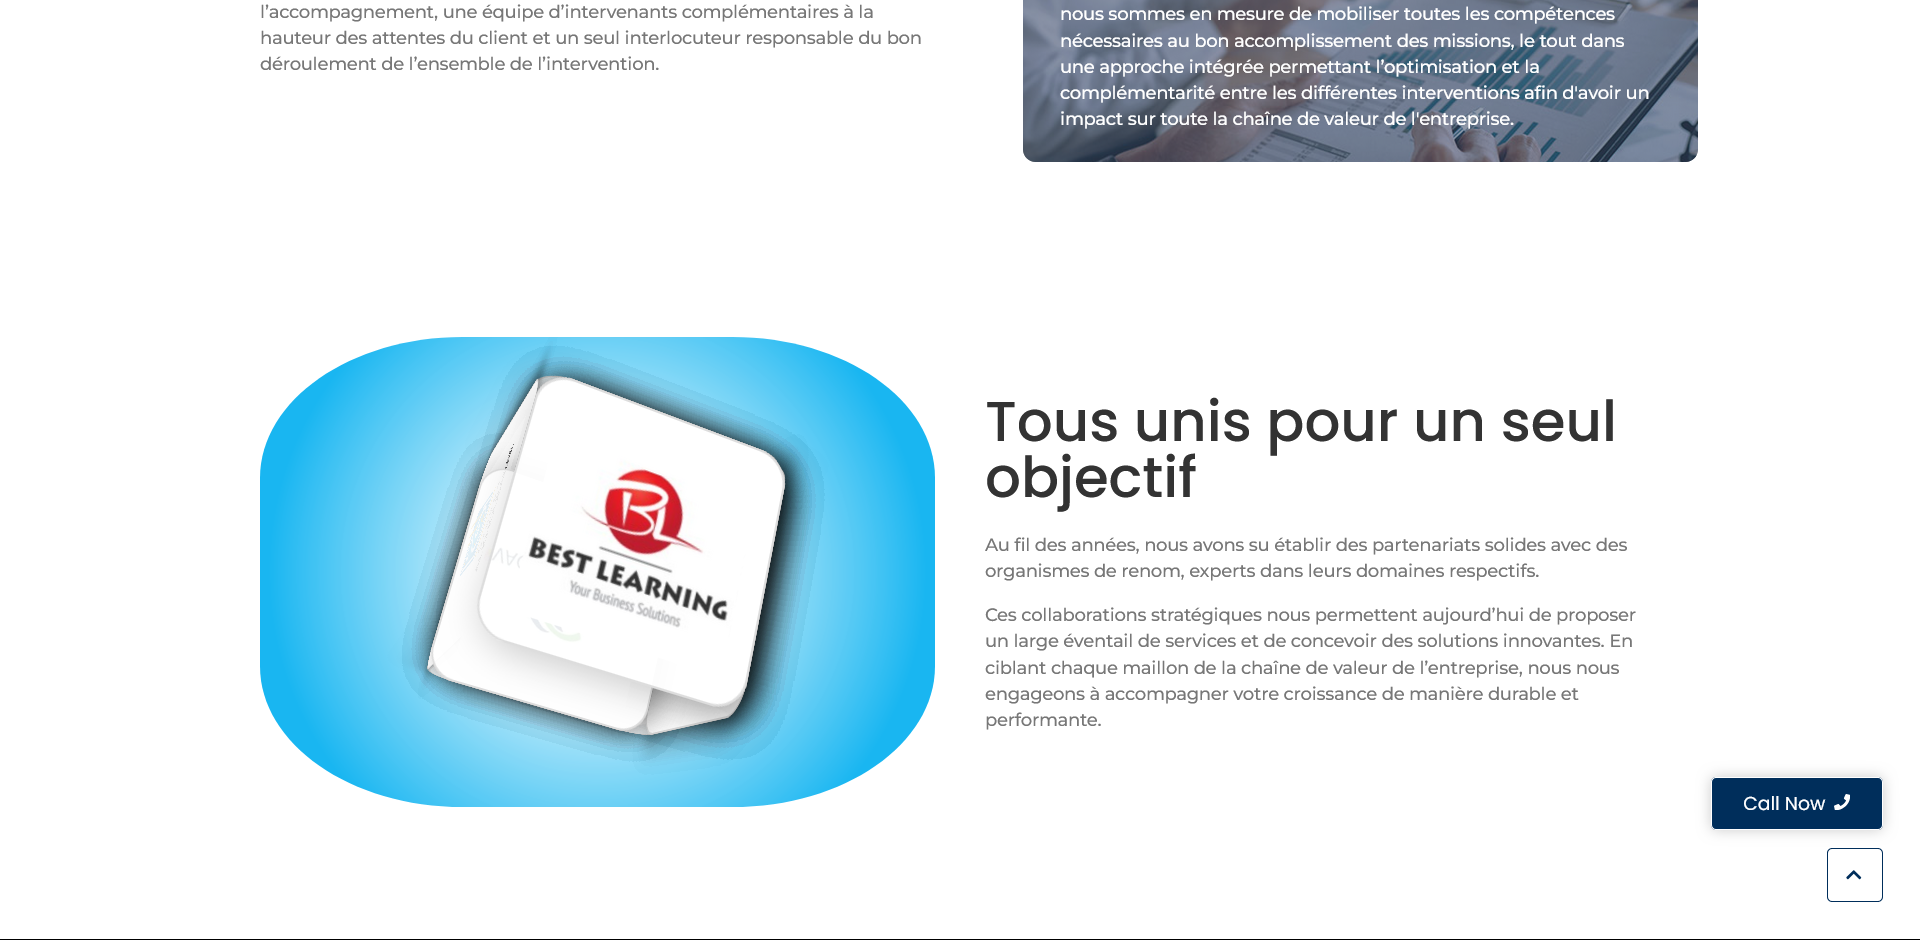 l’accompagnement, une équipe d’intervenants complémentaires à la
hauteur des attentes du client et un seul interlocuteur responsable du bon
déroulement de l’ensemble de l’intervention.
nous sommes en mesure de mobiliser toutes les compétences
nécessaires au bon accomplissement des missions, le tout dans
une approche intégrée permettant l’optimisation et la
complémentarité entre les différentes interventions afin d'avoir un
impact sur toute la chaîne de valeur de l'entreprise.
BL
BEST LEARNING
Your Business Solutions
Tous unis pour un seul
objectif
Au fil des années, nous avons su établir des partenariats solides avec des
organismes de renom, experts dans leurs domaines respectifs.
Ces collaborations stratégiques nous permettent aujourd’hui de proposer
un large éventail de services et de concevoir des solutions innovantes. En
ciblant chaque maillon de la chaîne de valeur de l’entreprise, nous nous
engageons à accompagner votre croissance de manière durable et
performante.
Call Now